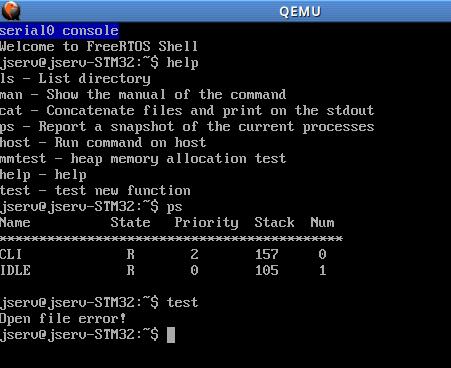 QEMU
serial0 console
Welcome to FreeRTOS Shell
jserv@jserv-STM32:~$ help
ls - List directory
man - Show the manual of the command
cat - Concatenate files and print on the stdout
ps - Report a snapshot of the current processes
host - Run command on host
mmtest - heap memory allocation test
help - help
test - test new function
jserv@jserv-STM32:~$ ps
Name          State   Priority  Stack  Num
*******************************************
CLI             R        2       157     0
IDLE            R        0       105     1
jserv@jserv-STM32:~$ test
Open file error!
jserv@jserv-STM32:~$